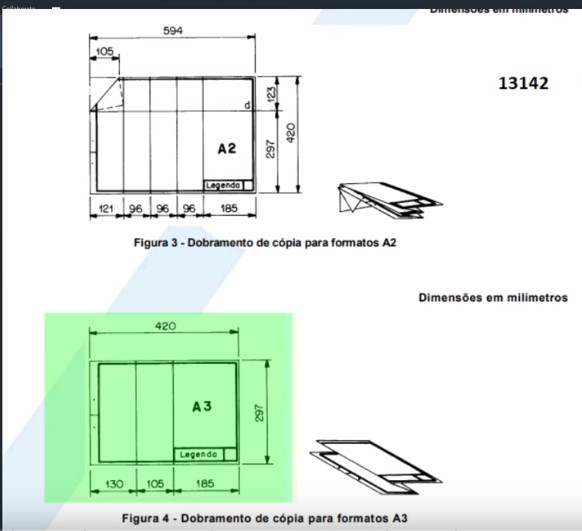 Collaborate
Dimensões em milímetros
594
105
13142
123
d
420
A2
297
Legenda
121 96 96 96 185
Figura 3 - Dobramento de cópia para formatos A2
Dimensões em milímetros
420
A3
297
Legenda
130 105 185
Figura 4 - Dobramento de cópia para formatos A3